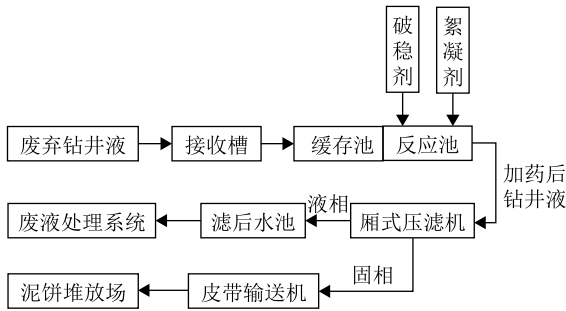 破稳剂
絮凝剂
废弃钻井液
接收槽
缓存池
反应池
加药后
钻井液
废液处理系统
滤后水池
液相
厢式压滤机
固相
泥饼堆放场
皮带输送机